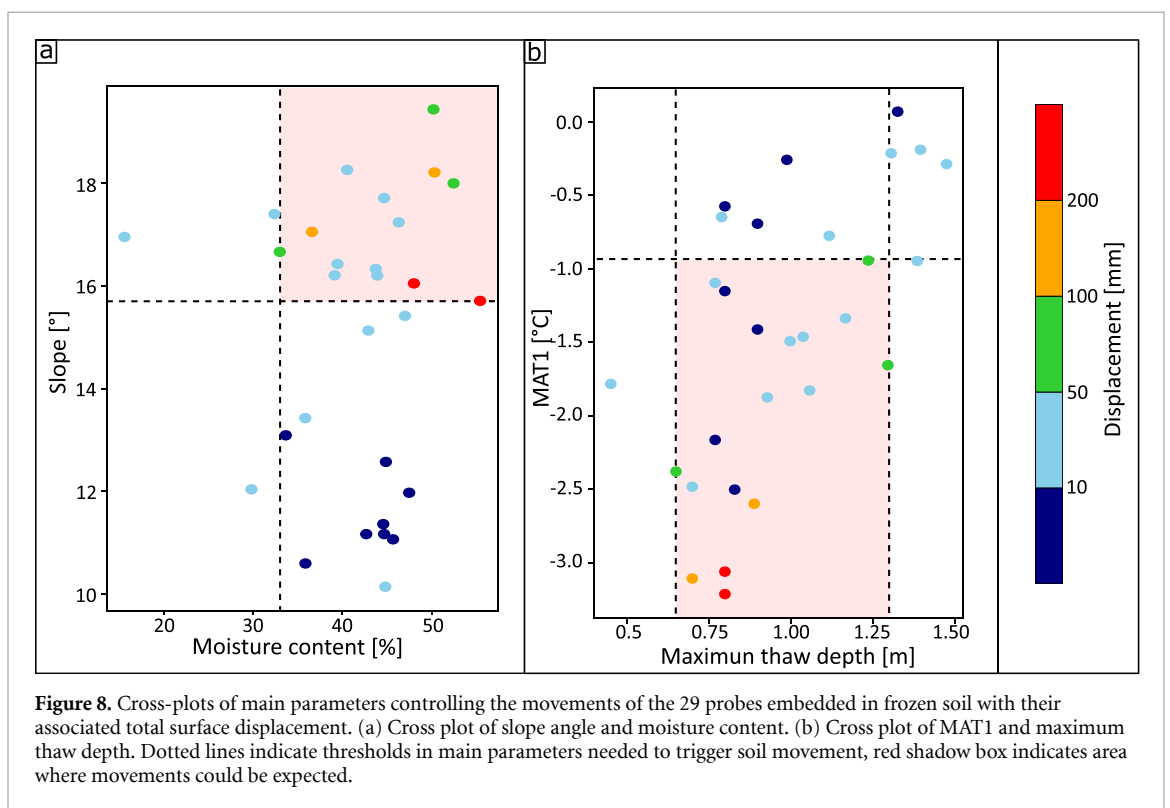 a
18
16
14
12
10
Slope [°]
20
30
40
50
Moisture content [%]
b
0.0
-0.5
-1.0
-1.5
-2.0
-2.5
-3.0
MAT1 [°C]
0.5
0.75
1.00
1.25
1.50
Maximun thaw depth [m]
200
100
50
10
Displacement [mm]
Figure 8. Cross-plots of main parameters controlling the movements of the 29 probes embedded in frozen soil with their
associated total surface displacement. (a) Cross plot of slope angle and moisture content. (b) Cross plot of MAT1 and maximum
thaw depth. Dotted lines indicate thresholds in main parameters needed to trigger soil movement, red shadow box indicates area
where movements could be expected.